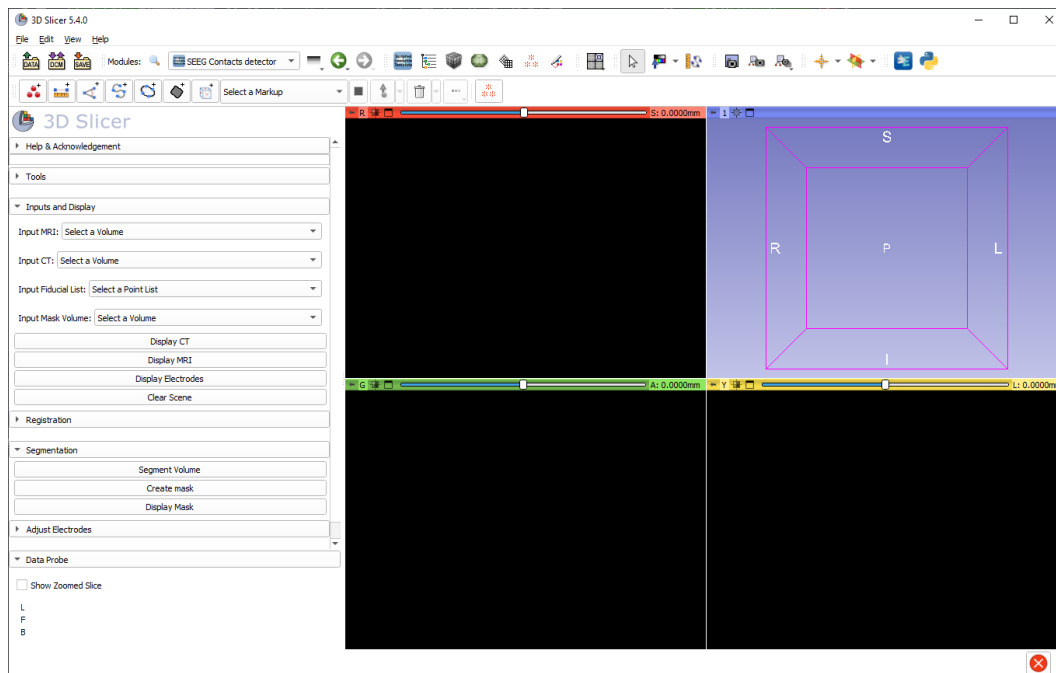 3D Slicer 5.4.0
File Edit View Help
DATA DCM SAVE Modules: SEEG Contacts detector
Select a Markup
3D Slicer
R S: 0.0000mm 1
Help & Acknowledgement
Tools
Inputs and Display
Input MRI: Select a Volume
Input CT: Select a Volume
Input Fiducial List: Select a Point List
Input Mask Volume: Select a Volume
Display CT
Display MRI
Display Electrodes
Clear Scene
S
R P L
I
G A: 0.0000mm Y L: 0.0000mm
Registration
Segmentation
Segment Volume
Create mask
Display Mask
Adjust Electrodes
Data Probe
Show Zoomed Slice
L
F
B